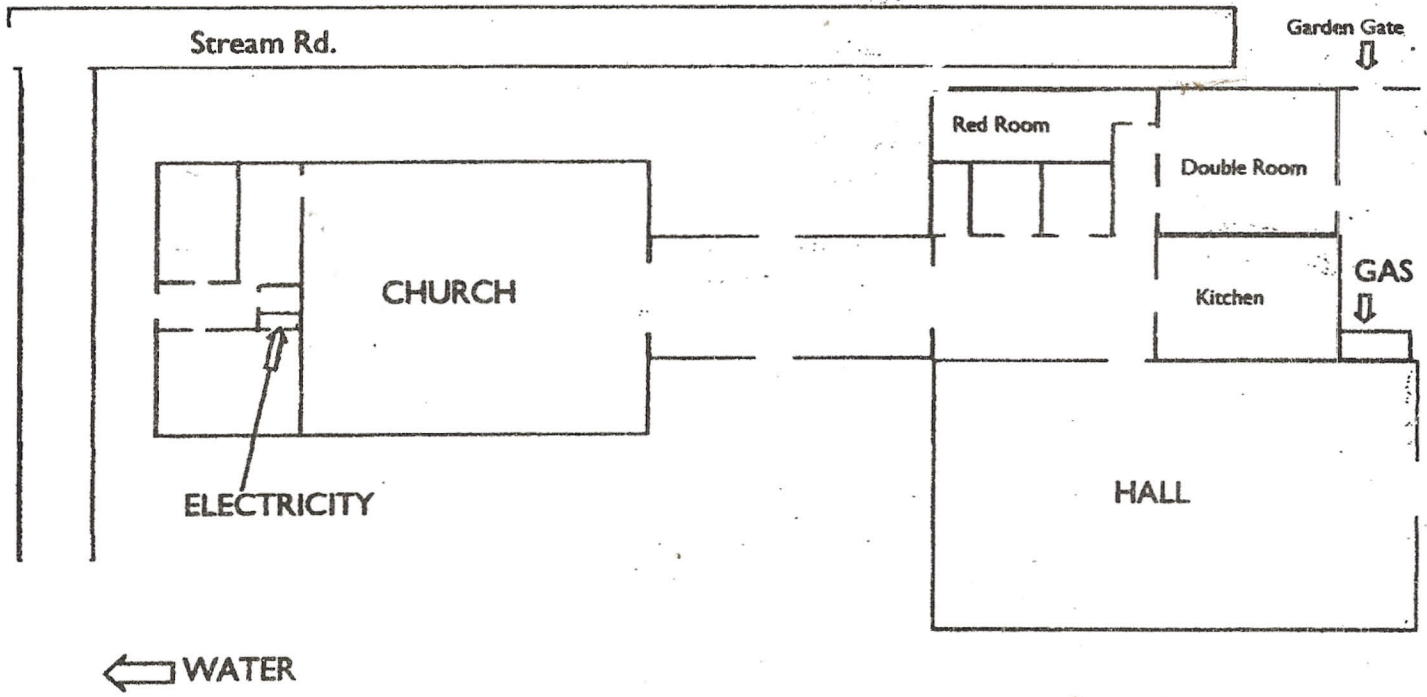 Stream Rd.
Garden Gate
Red Room
Double Room
CHURCH
Kitchen
GAS
ELECTRICITY
HALL
WATER